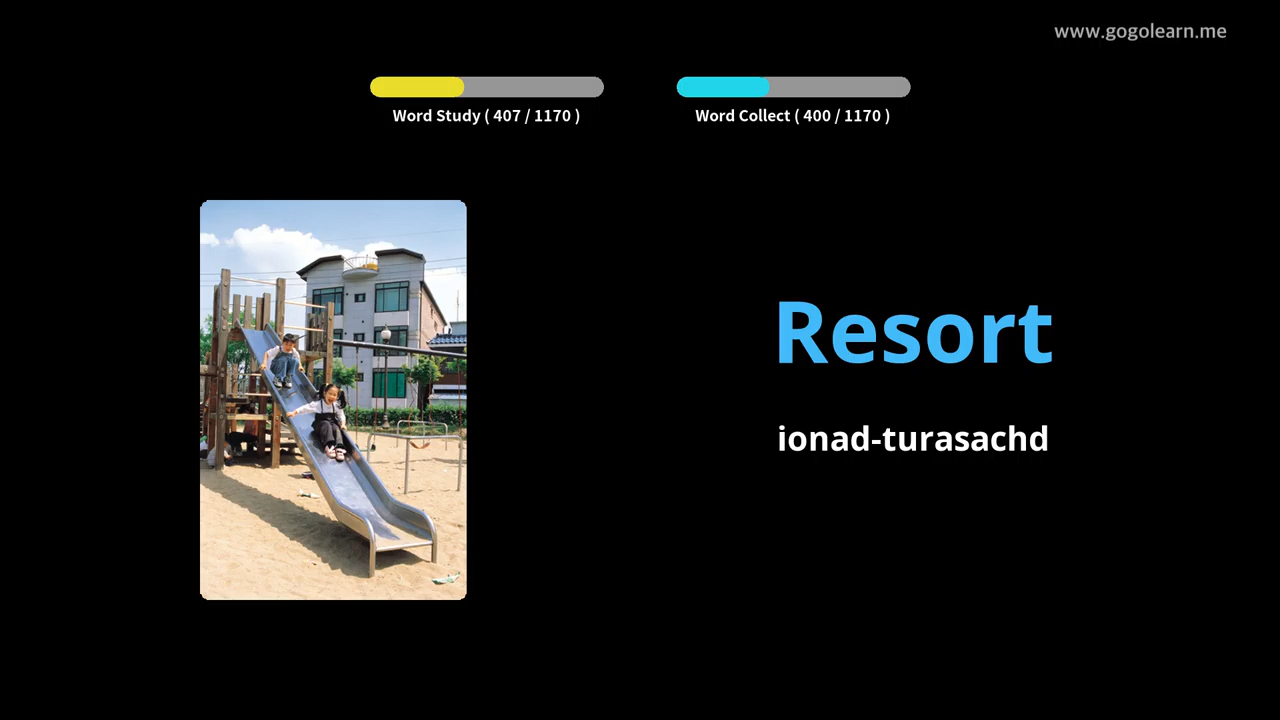 www.gogolearn.me
Word Study ( 407 / 1170 )
Word Collect ( 400 / 1170 )
Resort
ionad-turasachd